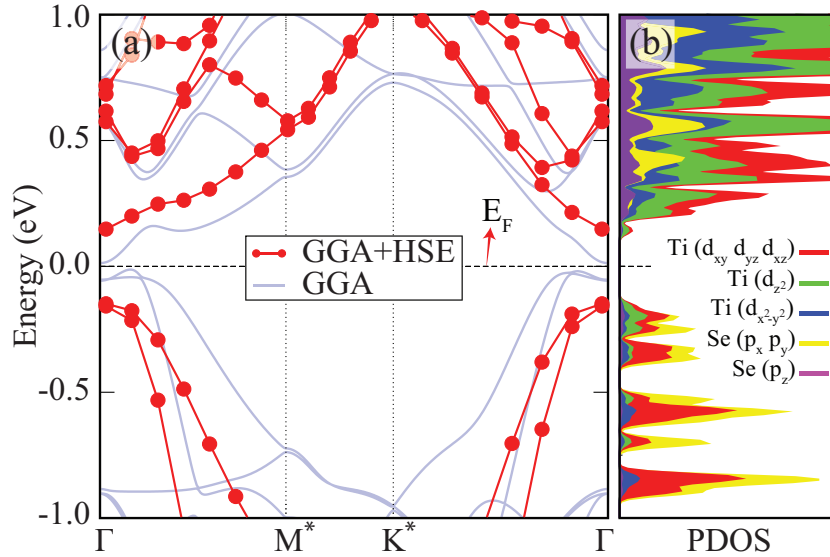 (a)
(b)
1.0
0.5
0.0
-0.5
-1.0
Energy (eV)
E_F
GGA+HSE
GGA
Ti (d_xy d_yz d_xz)
Ti (d_z²)
Ti (d_x²-y²)
Se (p_x p_y)
Se (p_z)
Γ M* K* Γ
PDOS